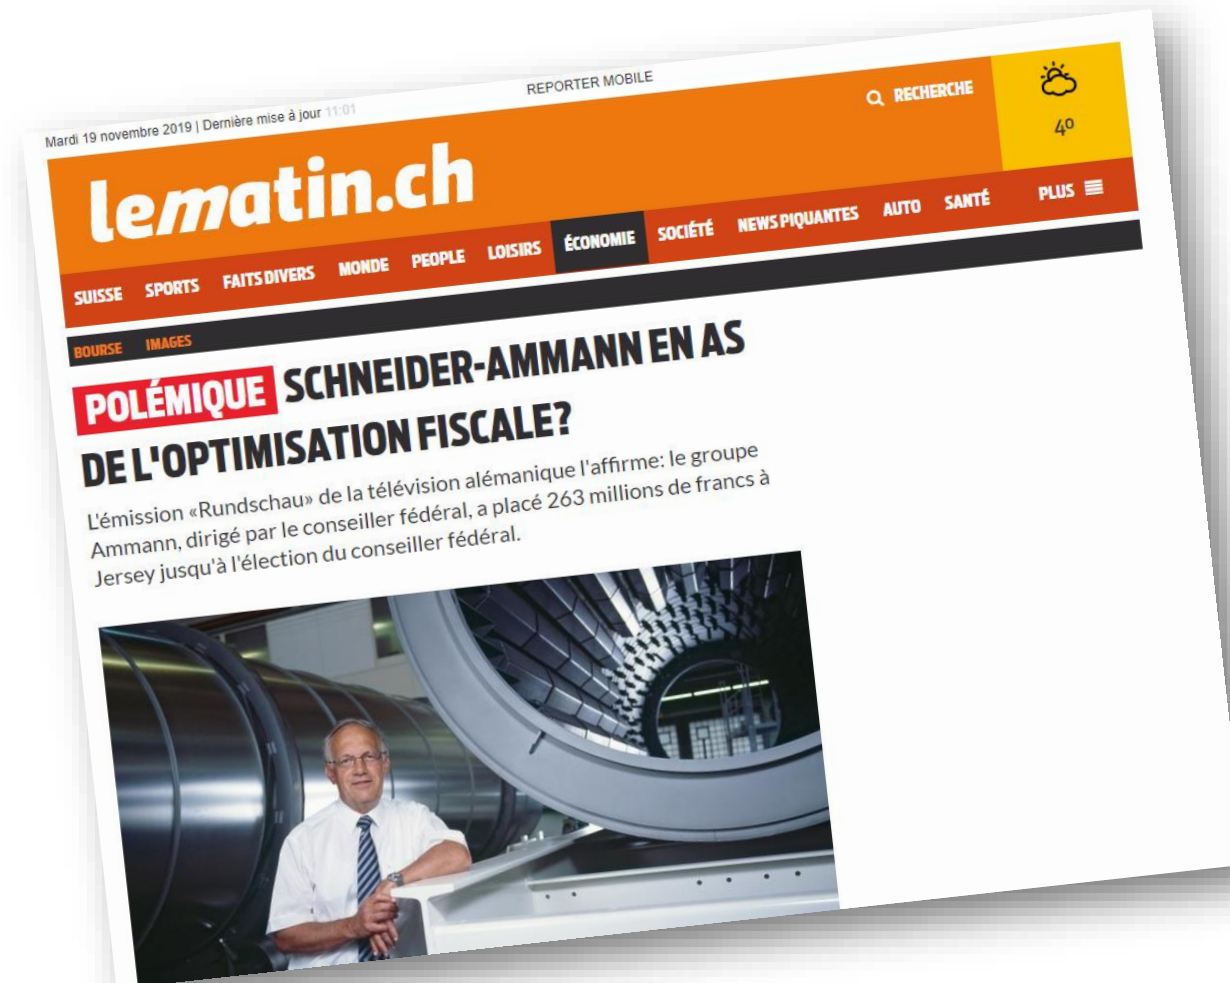 REPORTER MOBILE
Mardi 19 novembre 2019 | Dernière mise à jour 11:01
RECHERCHE
4°
lematin.ch
SUISSE SPORTS FAITS DIVERS MONDE PEOPLE LOISIRS ÉCONOMIE SOCIÉTÉ NEWS PIQUANTES AUTO SANTÉ PLUS
BOURSE IMAGES
POLÉMIQUE SCHNEIDER-AMMANN EN AS
DE L'OPTIMISATION FISCALE?
L'émission «Rundschau» de la télévision alémanique l'affirme: le groupe
Ammann, dirigé par le conseiller fédéral, a placé 263 millions de francs à
Jersey jusqu'à l'élection du conseiller fédéral.